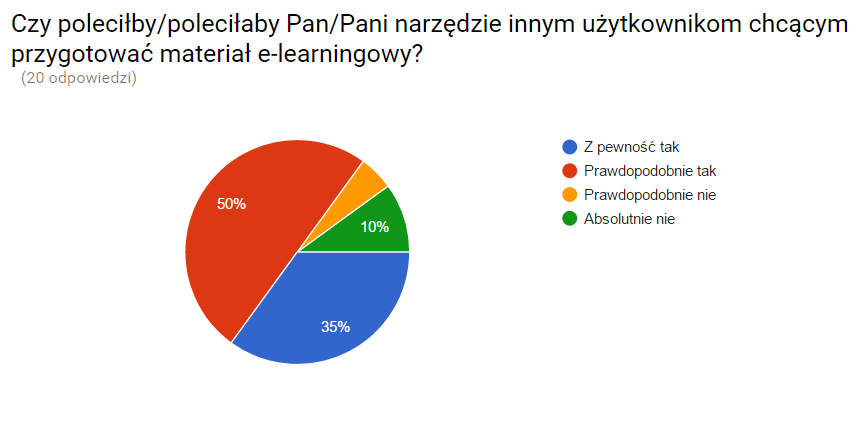 Czy poleciłby/poleciłaby Pan/Pani narzędzie innym użytkownikom chcącym
przygotować materiał e-learningowy?
(20 odpowiedzi)
50%
10%
35%
Z pewność tak
Prawdopodobnie tak
Prawdopodobnie nie
Absolutnie nie